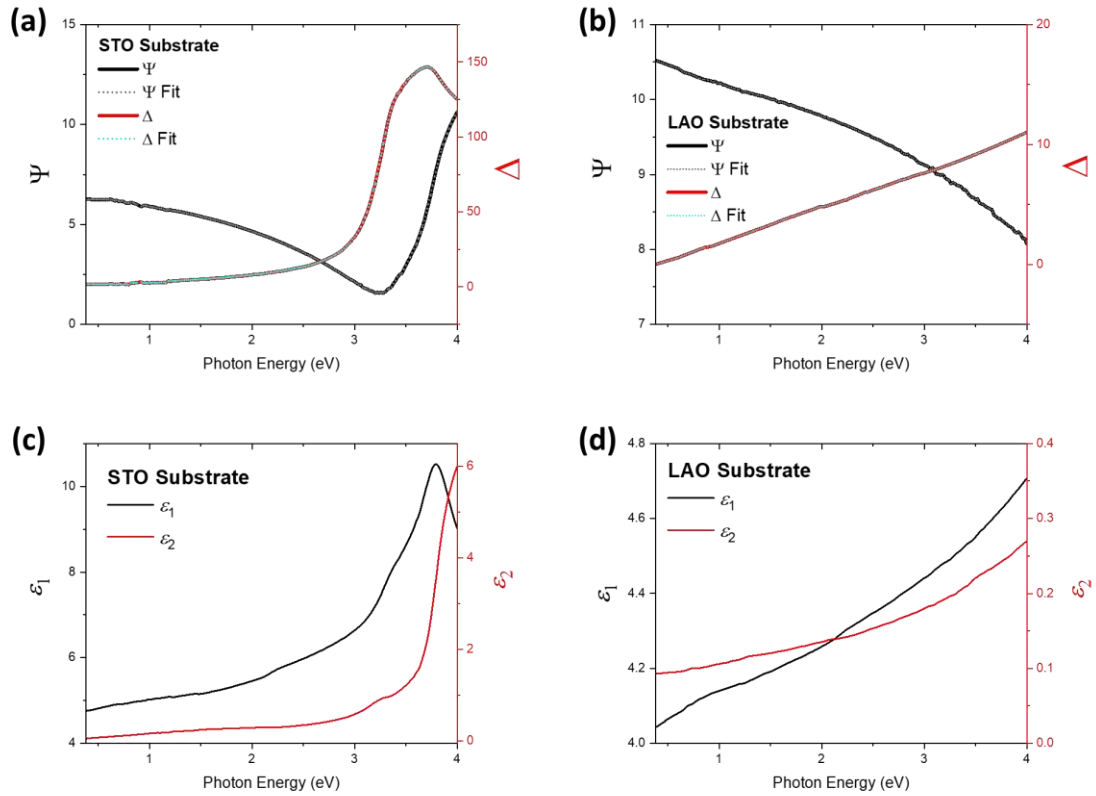 (a)
15
10
5
0
Ψ
STO Substrate
Ψ
Ψ Fit
Δ
Δ Fit
150
100
50
0
Δ
1 2 3 4
Photon Energy (eV)
(b)
11
10
9
8
7
Ψ
LAO Substrate
Ψ
Ψ Fit
Δ
Δ Fit
20
10
0
Δ
1 2 3 4
Photon Energy (eV)
(c)
10
8
6
4
ε1
STO Substrate
ε1
ε2
6
4
2
0
ε2
1 2 3 4
Photon Energy (eV)
(d)
4.8
4.6
4.4
4.2
4.0
ε1
LAO Substrate
ε1
ε2
0.4
0.3
0.2
0.1
0.0
ε2
1 2 3 4
Photon Energy (eV)